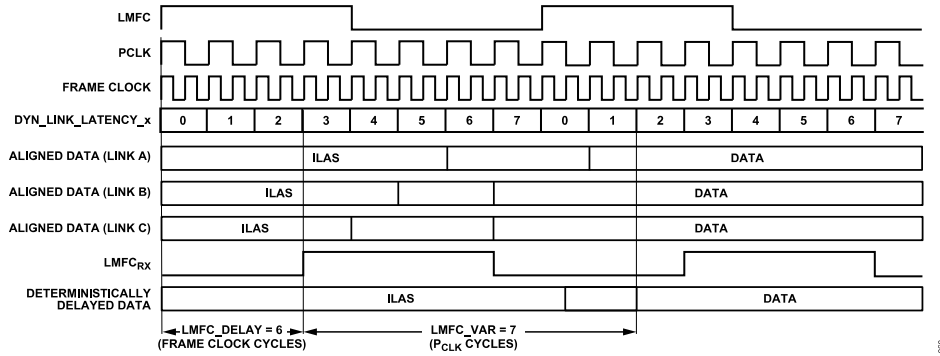 LMFC
PCLK
FRAME CLOCK
DYN_LINK_LATENCY_x 0 1 2 3 4 5 6 7 0 1 2 3 4 5 6 7
ALIGNED DATA (LINK A) ILAS DATA
ALIGNED DATA (LINK B) ILAS DATA
ALIGNED DATA (LINK C) ILAS DATA
LMFCRX
DETERMINISTICALLY
DELAYED DATA ILAS DATA
LMFC_DELAY = 6 LMFC_VAR = 7
(FRAME CLOCK CYCLES) (PCLK CYCLES)